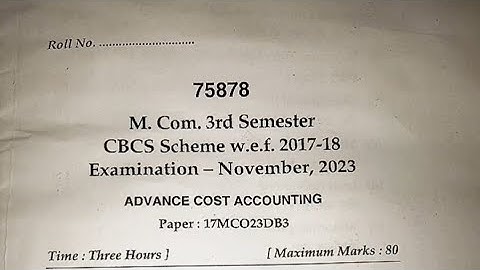 Roll No. ..............................
75878
M. Com. 3rd Semester
CBCS Scheme w.e.f. 2017-18
Examination – November, 2023
ADVANCE COST ACCOUNTING
Paper : 17MCO23DB3
Time : Three Hours ] [ Maximum Marks : 80